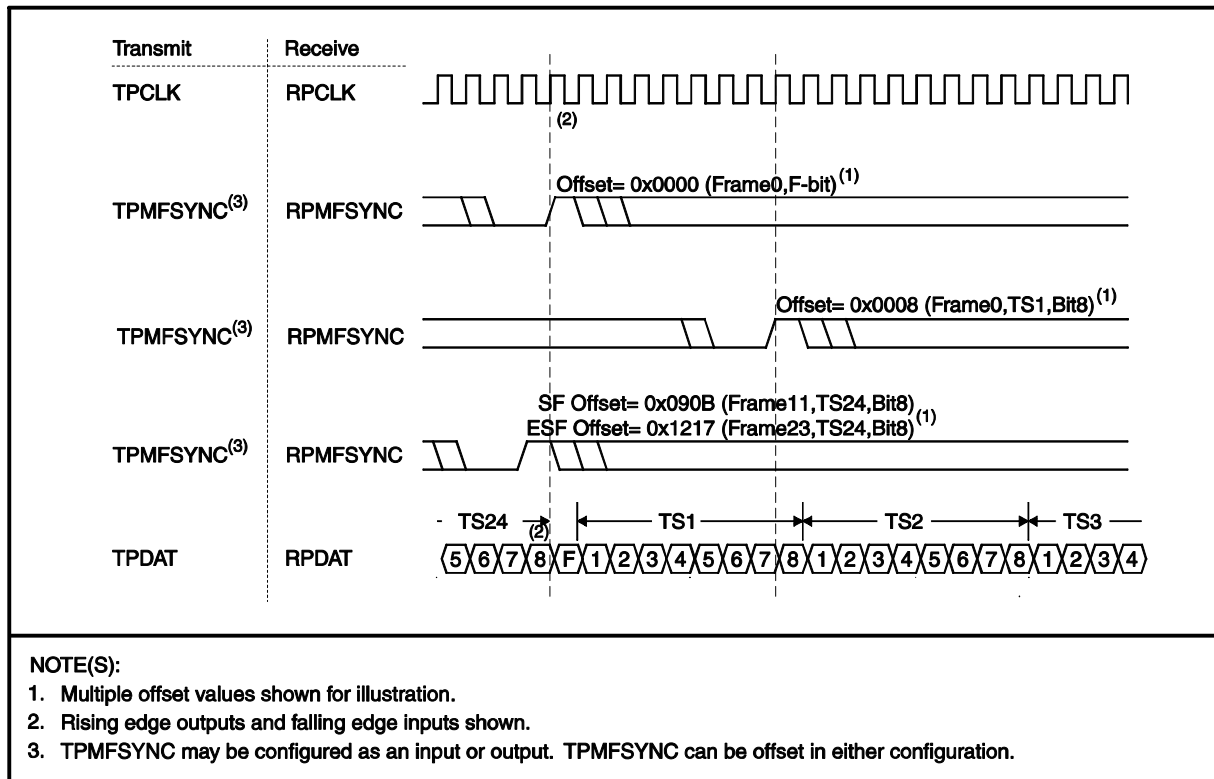 Transmit Receive
TPCLK RPCLK
(2)
Offset= 0x0000 (Frame0,F-bit)(1)
TPMFSYNC(3) RPMFSYNC
Offset= 0x0008 (Frame0,TS1,Bit8)(1)
TPMFSYNC(3) RPMFSYNC
SF Offset= 0x090B (Frame11,TS24,Bit8)
ESF Offset= 0x1217 (Frame23,TS24,Bit8)(1)
TPMFSYNC(3) RPMFSYNC
TS24 TS1 TS2 TS3
(2)
TPDAT RPDAT 5 6 7 8 F 1 2 3 4 5 6 7 8 1 2 3 4 5 6 7 8 1 2 3 4
NOTE(S):
1. Multiple offset values shown for illustration.
2. Rising edge outputs and falling edge inputs shown.
3. TPMFSYNC may be configured as an input or output. TPMFSYNC can be offset in either configuration.